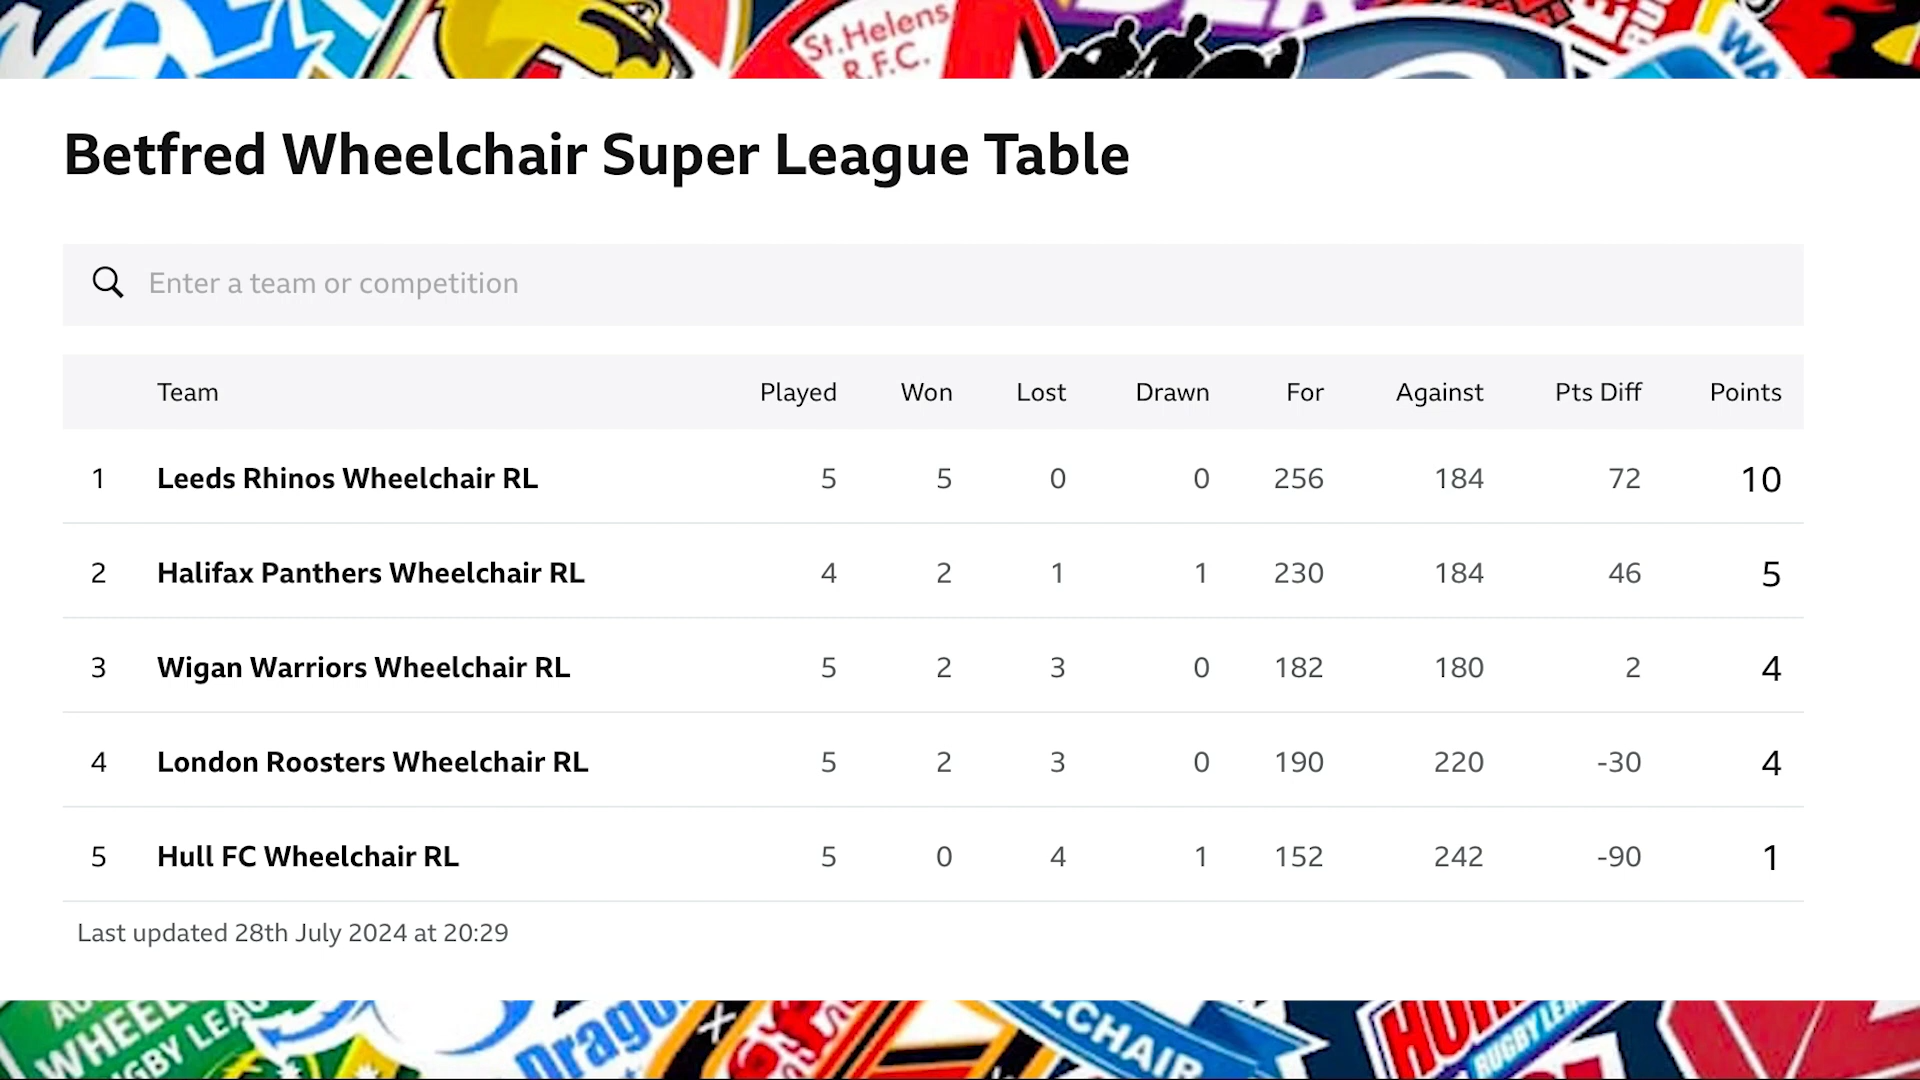 St.Helens
R.F.C.
Betfred Wheelchair Super League Table
Enter a team or competition
Team Played Won Lost Drawn For Against Pts Diff Points
1 Leeds Rhinos Wheelchair RL 5 5 0 0 256 184 72 10
2 Halifax Panthers Wheelchair RL 4 2 1 1 230 184 46 5
3 Wigan Warriors Wheelchair RL 5 2 3 0 182 180 2 4
4 London Roosters Wheelchair RL 5 2 3 0 190 220 -30 4
5 Hull FC Wheelchair RL 5 0 4 1 152 242 -90 1
Last updated 28th July 2024 at 20:29